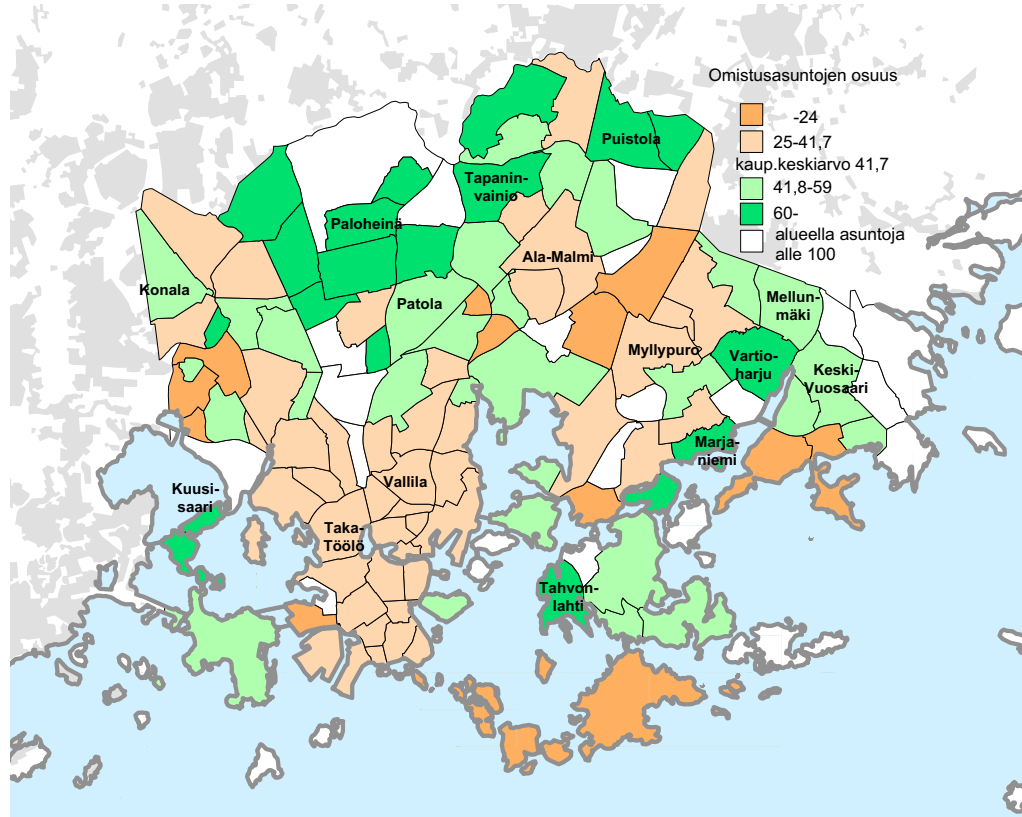 Omistusasuntojen osuus
-24
25-41,7
kaup.keskiarvo 41,7
41,8-59
60-
alueella asuntoja
alle 100
Puistola
Tapanin-
vainio
Paloheinä
Ala-Malmi
Konala
Patola
Mellun-
mäki
Myllypuro
Vartio-
harju
Keski-
Vuosaari
Marja-
niemi
Kuusi-
saari
Vallila
Taka-
Töölö
Tahvon-
lahti